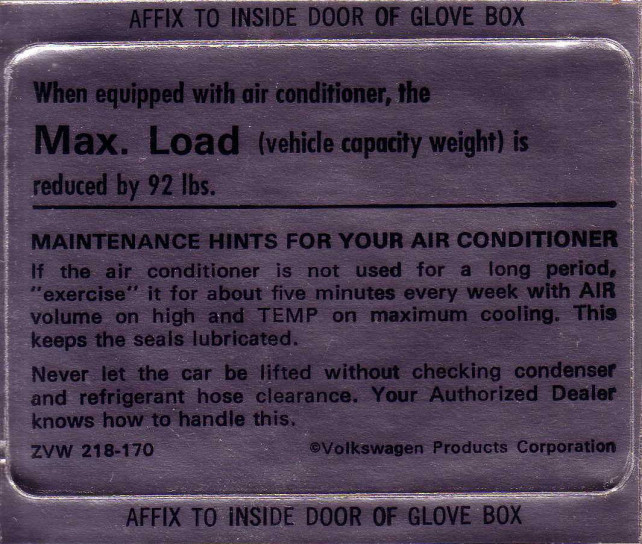 AFFIX TO INSIDE DOOR OF GLOVE BOX
When equipped with air conditioner, the
Max. Load (vehicle capacity weight) is
reduced by 92 lbs.
MAINTENANCE HINTS FOR YOUR AIR CONDITIONER
If the air conditioner is not used for a long period,
"exercise" it for about five minutes every week with AIR
volume on high and TEMP on maximum cooling. This
keeps the seals lubricated.
Never let the car be lifted without checking condenser
and refrigerant hose clearance. Your Authorized Dealer
knows how to handle this.
ZVW 218-170 ©Volkswagen Products Corporation
AFFIX TO INSIDE DOOR OF GLOVE BOX